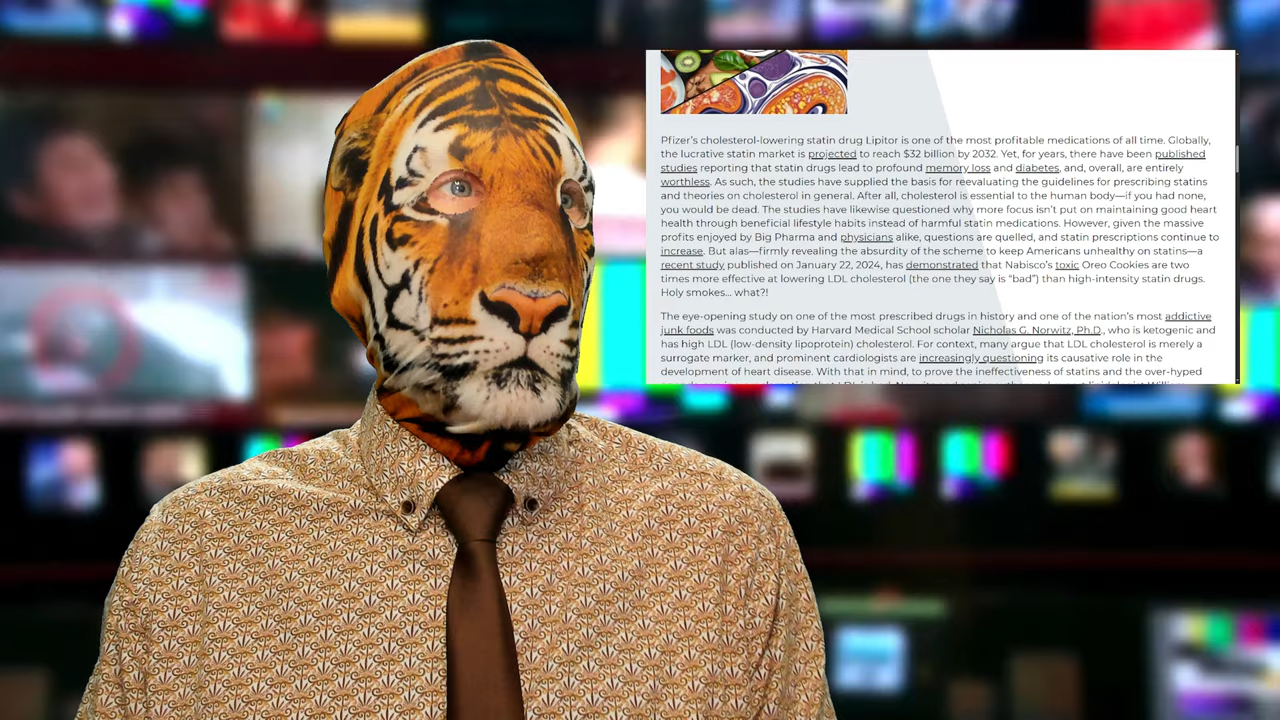 Pfizer's cholesterol-lowering statin drug Lipitor is one of the most profitable medications of all time. Globally,
the lucrative statin market is projected to reach $32 billion by 2032. Yet, for years, there have been published
studies reporting that statin drugs lead to profound memory loss and diabetes, and, overall, are entirely
worthless. As such, the studies have supplied the basis for reevaluating the guidelines for prescribing statins
and theories on cholesterol in general. After all, cholesterol is essential to the human body—if you had none,
you would be dead. The studies have likewise questioned why more focus isn't put on maintaining good heart
health through beneficial lifestyle habits instead of harmful statin medications. However, given the massive
profits enjoyed by Big Pharma and physicians alike, questions are quelled, and statin prescriptions continue to
increase. But alas—firmly revealing the absurdity of the scheme to keep Americans unhealthy on statins—a
recent study published on January 22, 2024, has demonstrated that Nabisco's toxic Oreo Cookies are two
times more effective at lowering LDL cholesterol (the one they say is "bad") than high-intensity statin drugs.
Holy smokes... what?!
The eye-opening study on one of the most prescribed drugs in history and one of the nation's most addictive
junk foods was conducted by Harvard Medical School scholar Nicholas G. Norwitz, Ph.D., who is ketogenic and
has high LDL (low-density lipoprotein) cholesterol. For context, many argue that LDL cholesterol is merely a
surrogate marker, and prominent cardiologists are increasingly questioning its causative role in the
development of heart disease. With that in mind, to prove the ineffectiveness of statins and the over-hyped